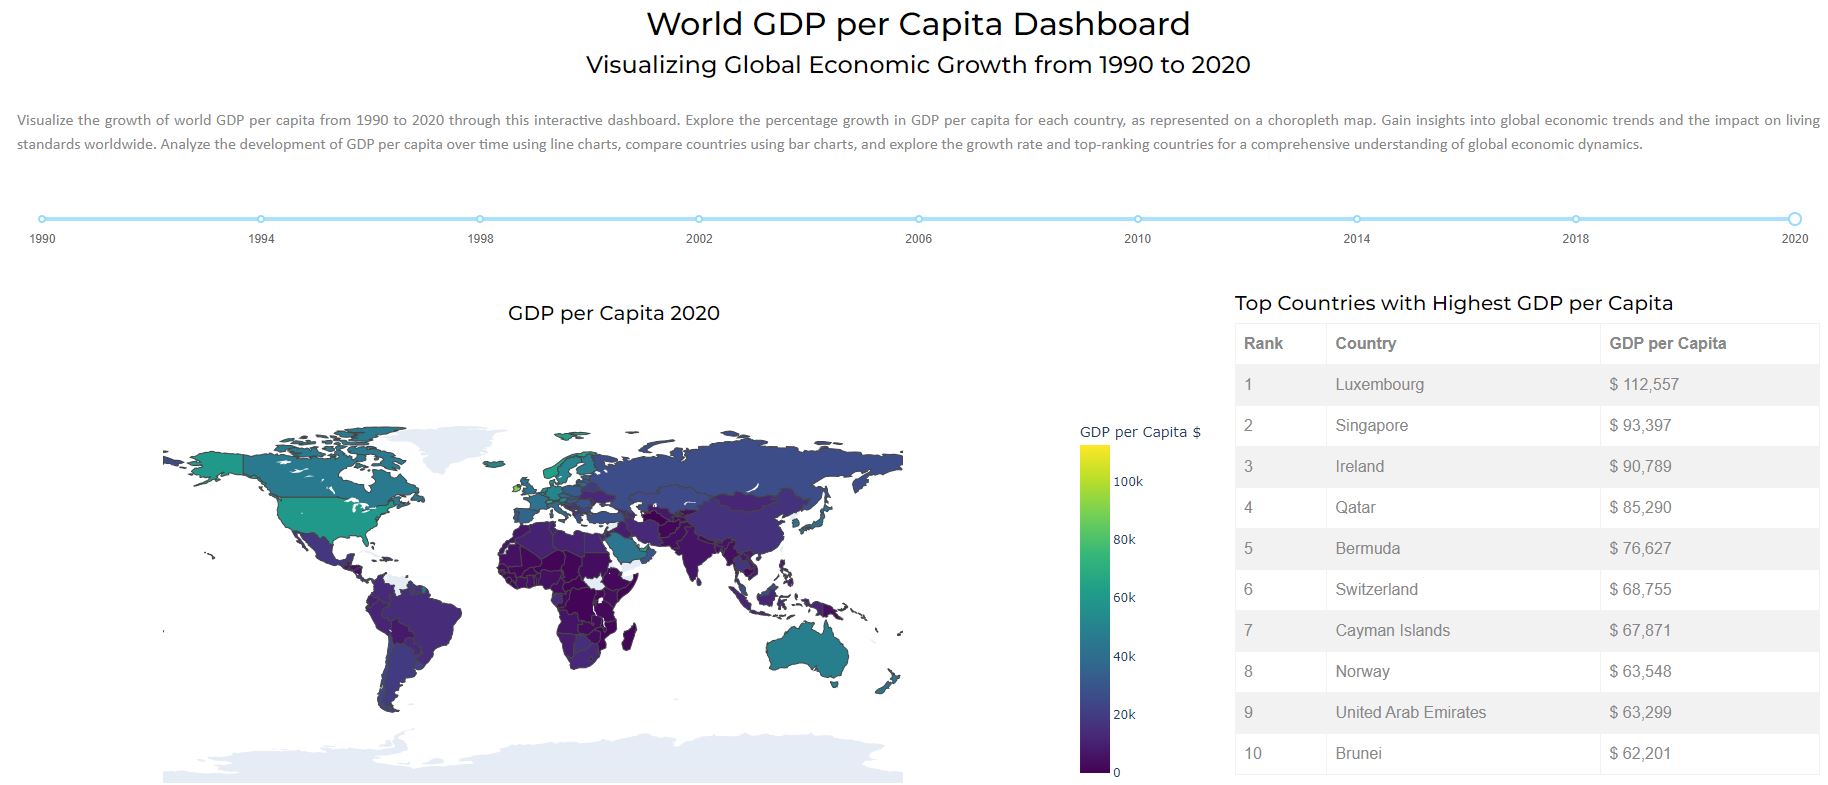 World GDP per Capita Dashboard
Visualizing Global Economic Growth from 1990 to 2020
Visualize the growth of world GDP per capita from 1990 to 2020 through this interactive dashboard. Explore the percentage growth in GDP per capita for each country, as represented on a choropleth map. Gain insights into global economic trends and the impact on living
standards worldwide. Analyze the development of GDP per capita over time using line charts, compare countries using bar charts, and explore the growth rate and top-ranking countries for a comprehensive understanding of global economic dynamics.
1990 1994 1998 2002 2006 2010 2014 2018 2020
GDP per Capita 2020
GDP per Capita $
100k
80k
60k
40k
20k
0
Top Countries with Highest GDP per Capita
Rank Country GDP per Capita
1 Luxembourg $ 112,557
2 Singapore $ 93,397
3 Ireland $ 90,789
4 Qatar $ 85,290
5 Bermuda $ 76,627
6 Switzerland $ 68,755
7 Cayman Islands $ 67,871
8 Norway $ 63,548
9 United Arab Emirates $ 63,299
10 Brunei $ 62,201